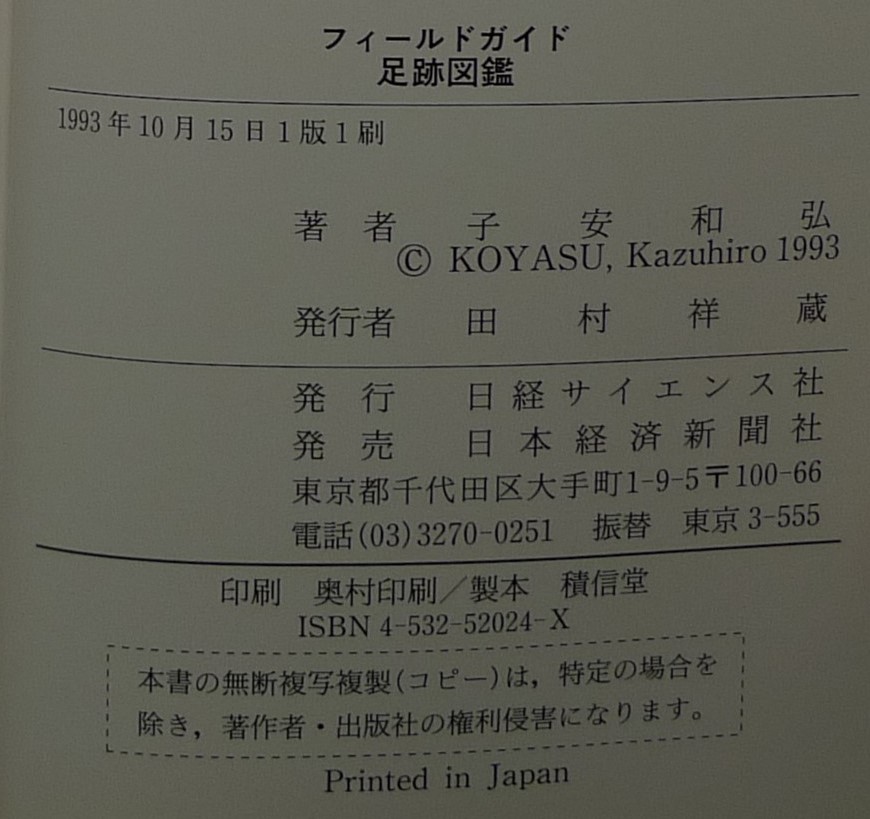 フィールドガイド
足跡図鑑
1993年10月15日1版1刷
著者 子安和弘
© KOYASU, Kazuhiro 1993
発行者 田村祥蔵
発行 日経サイエンス社
発売 日本経済新聞社
東京都千代田区大手町1-9-5〒100-66
電話(03)3270-0251 振替 東京3-555
印刷 奥村印刷／製本 積信堂
ISBN 4-532-52024-X
本書の無断複写複製(コピー)は，特定の場合を
除き，著作者・出版社の権利侵害になります。
Printed in Japan